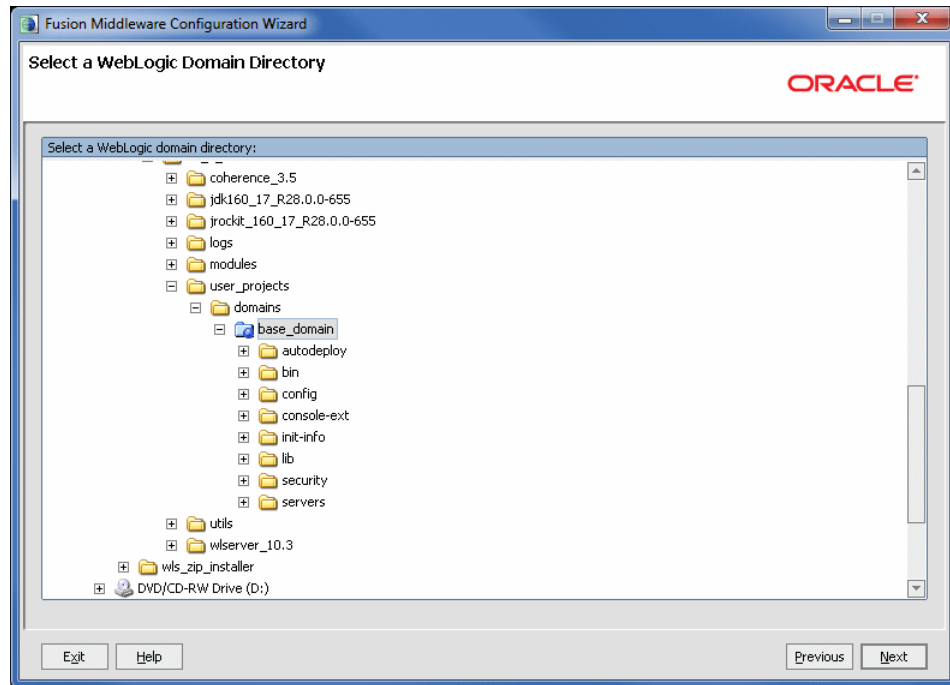 Fusion Middleware Configuration Wizard
Select a WebLogic Domain Directory
ORACLE
Select a WebLogic domain directory:
coherence_3.5
jdk160_17_R28.0.0-655
jrockit_160_17_R28.0.0-655
logs
modules
user_projects
domains
base_domain
autodeploy
bin
config
console-ext
init-info
lib
security
servers
utils
wlserver_10.3
wls_zip_installer
DVD/CD-RW Drive (D:)
Exit Help Previous Next